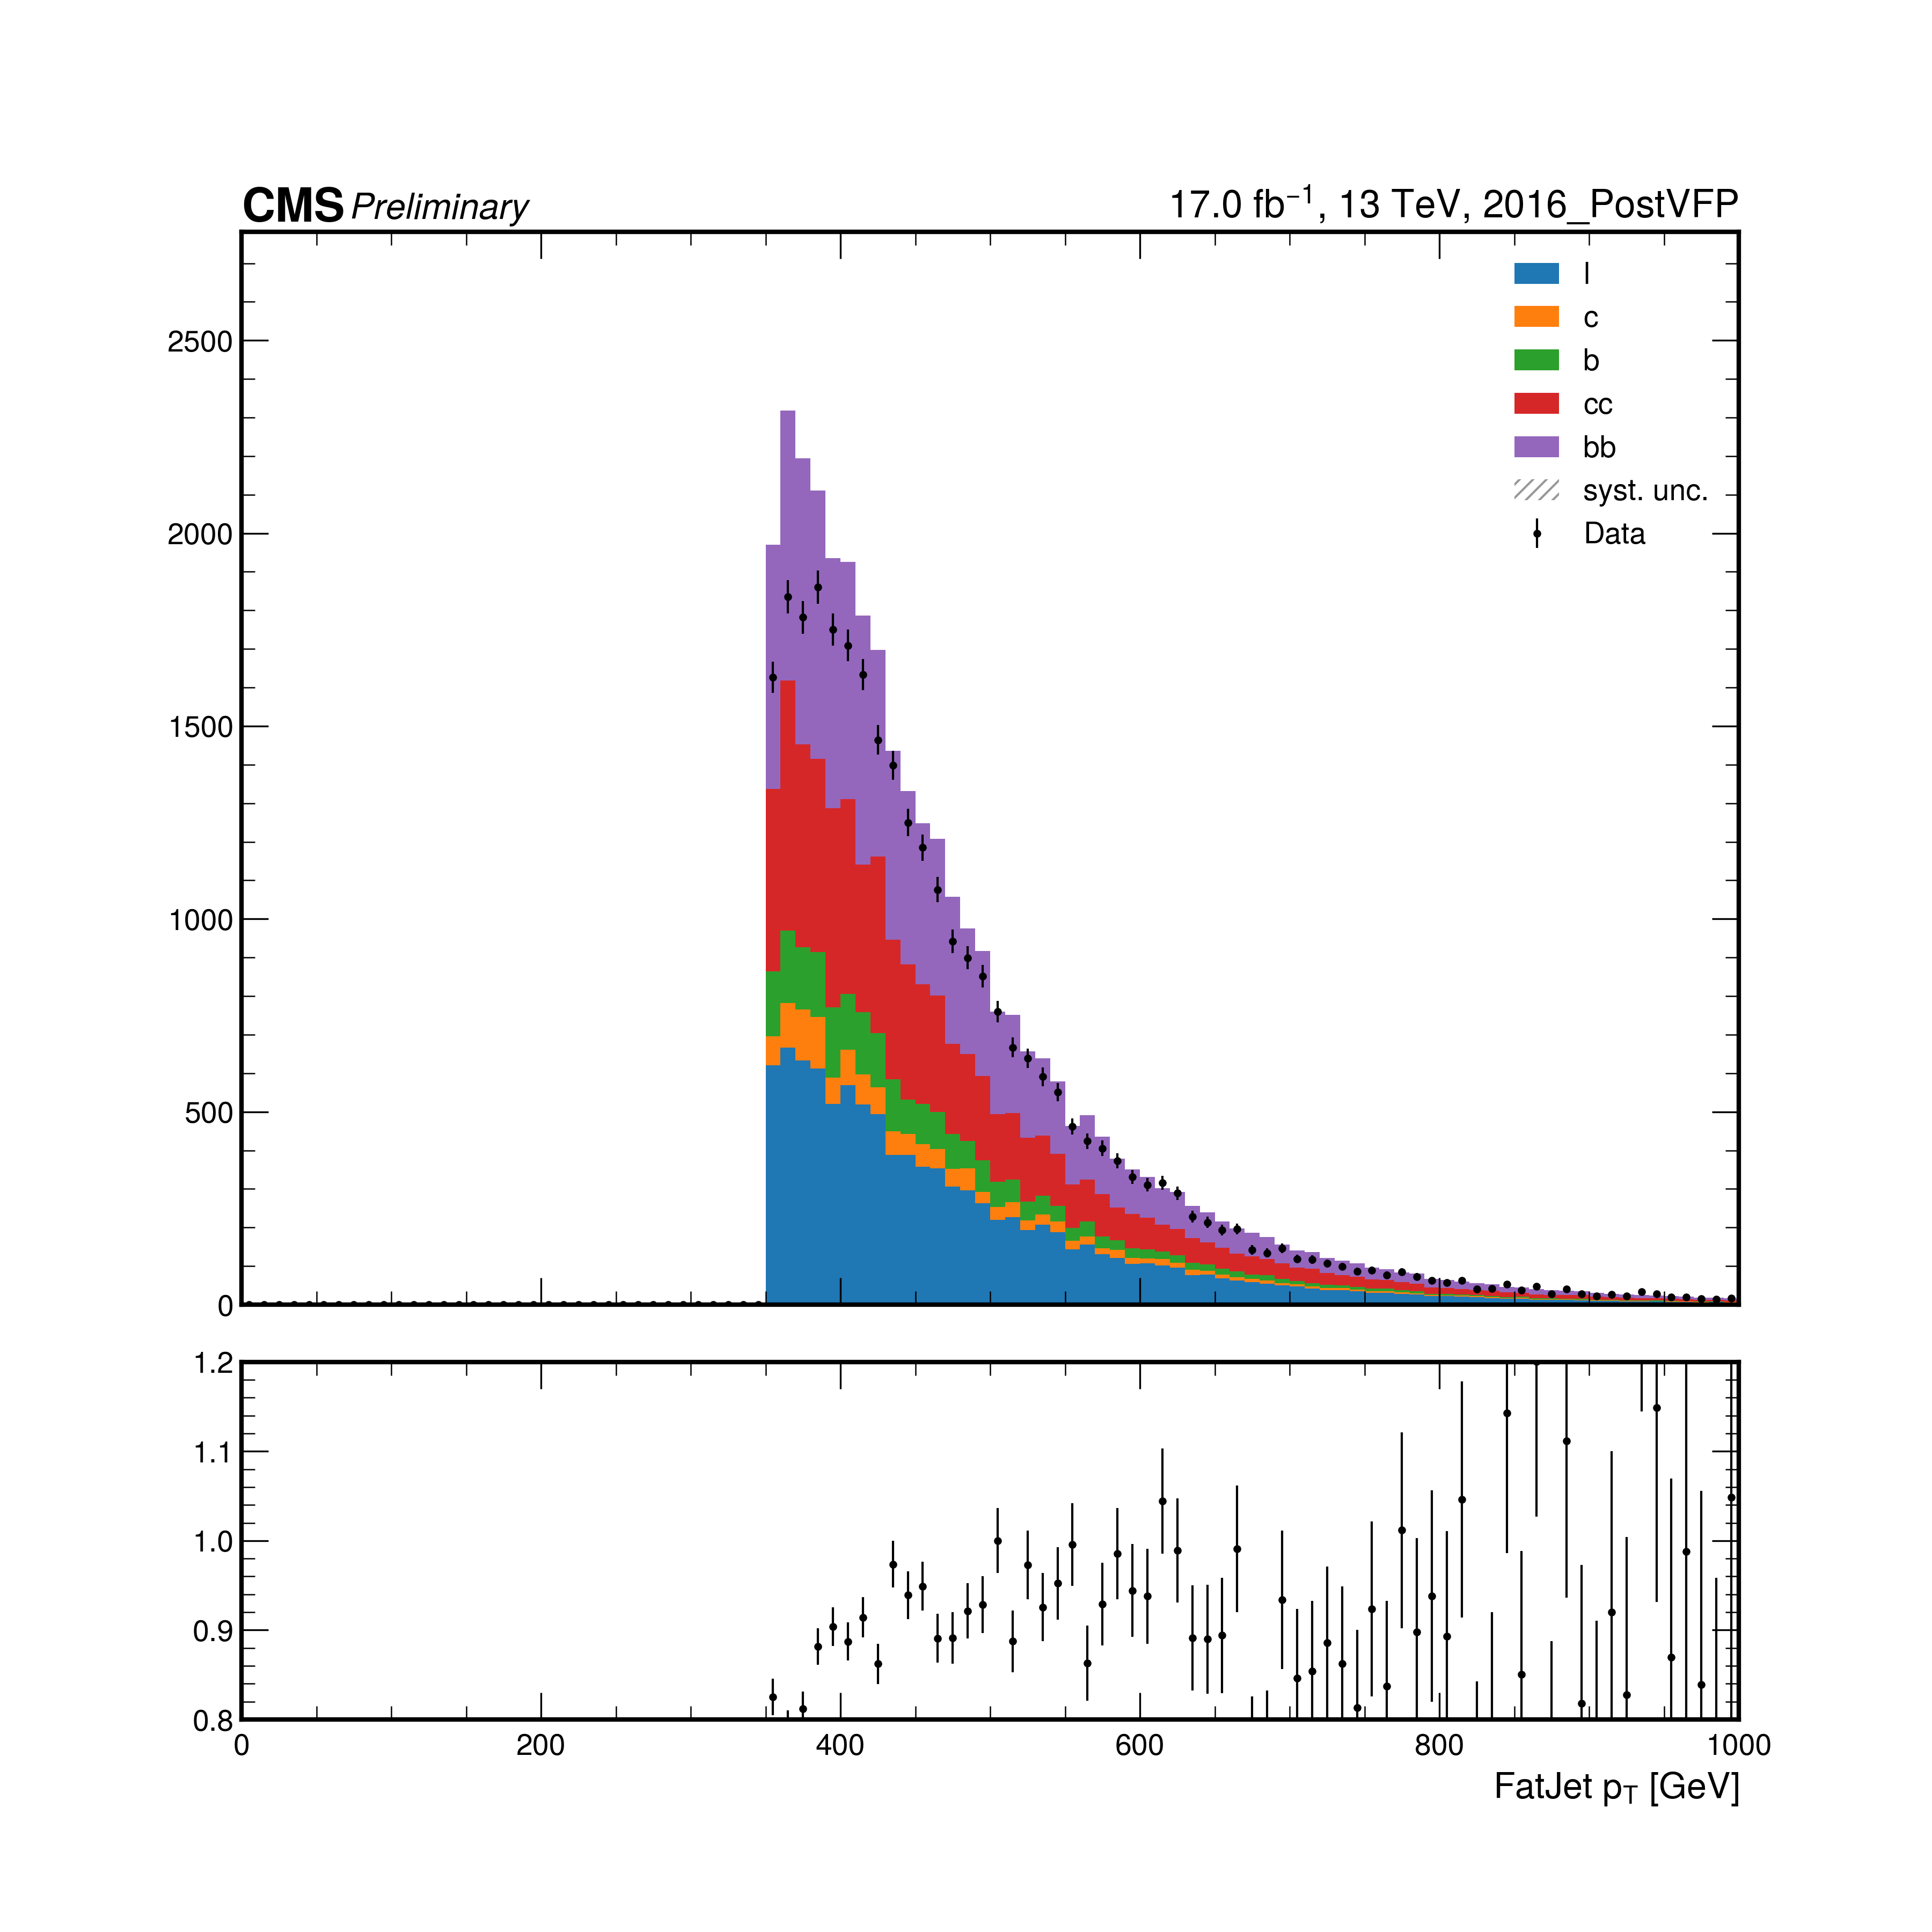 CMS Preliminary
17.0 fb⁻¹, 13 TeV, 2016_PostVFP
l
c
b
cc
bb
syst. unc.
Data
2500
2000
1500
1000
500
0
1.2
1.1
1.0
0.9
0.8
0 200 400 600 800 1000
FatJet p_T [GeV]